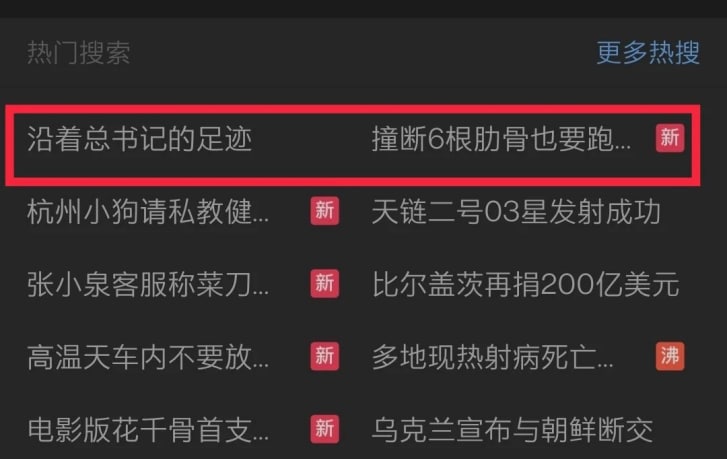 热门搜索 更多热搜
沿着总书记的足迹 撞断6根肋骨也要跑... 新
杭州小狗请私教健... 新 天链二号03星发射成功
张小泉客服称菜刀... 新 比尔盖茨再捐200亿美元
高温天车内不要放... 新 多地现热射病死亡... 沸
电影版花千骨首支... 新 乌克兰宣布与朝鲜断交